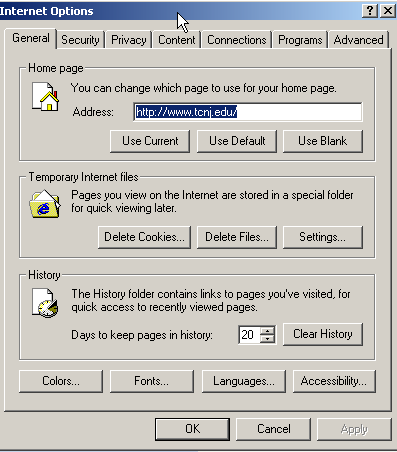 Internet Options
General Security Privacy Content Connections Programs Advanced
Home page
You can change which page to use for your home page.
Address: http://www.tcnj.edu/
Use Current Use Default Use Blank
Temporary Internet files
Pages you view on the Internet are stored in a special folder
for quick viewing later.
Delete Cookies... Delete Files... Settings...
History
The History folder contains links to pages you've visited, for
quick access to recently viewed pages.
Days to keep pages in history: 20 Clear History
Colors... Fonts... Languages... Accessibility...
OK Cancel Apply